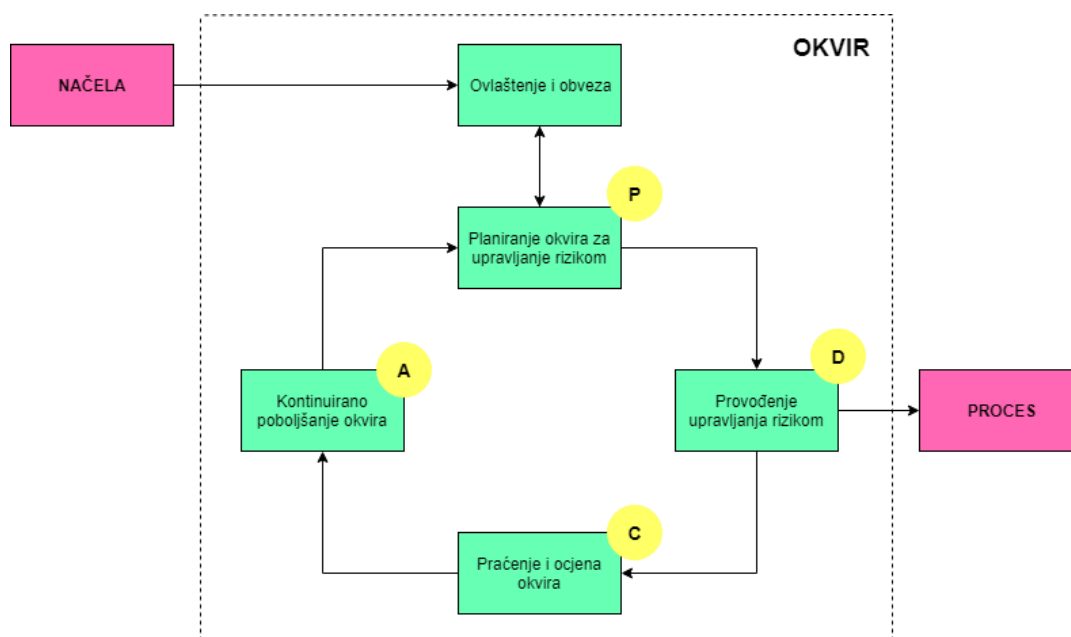 OKVIR
NAČELA
Ovlaštenje i obveza
P
Planiranje okvira za
upravljanje rizikom
D
Provođenje
upravljanja rizikom
PROCES
A
Kontinuirano
poboljšanje okvira
C
Praćenje i ocjena
okvira